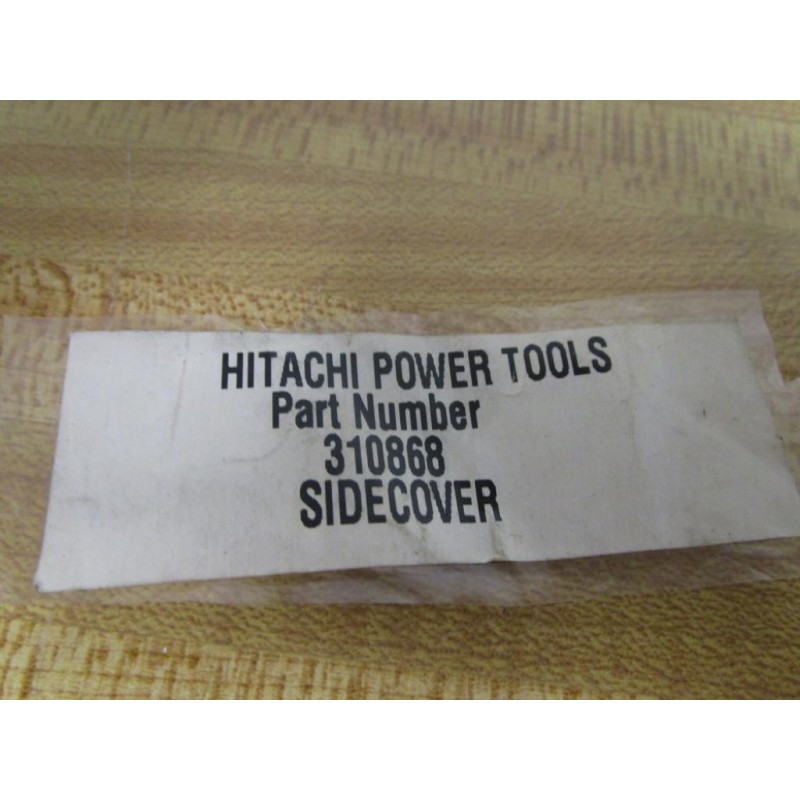 HITACHI POWER TOOLS
Part Number
310868
SIDECOVER